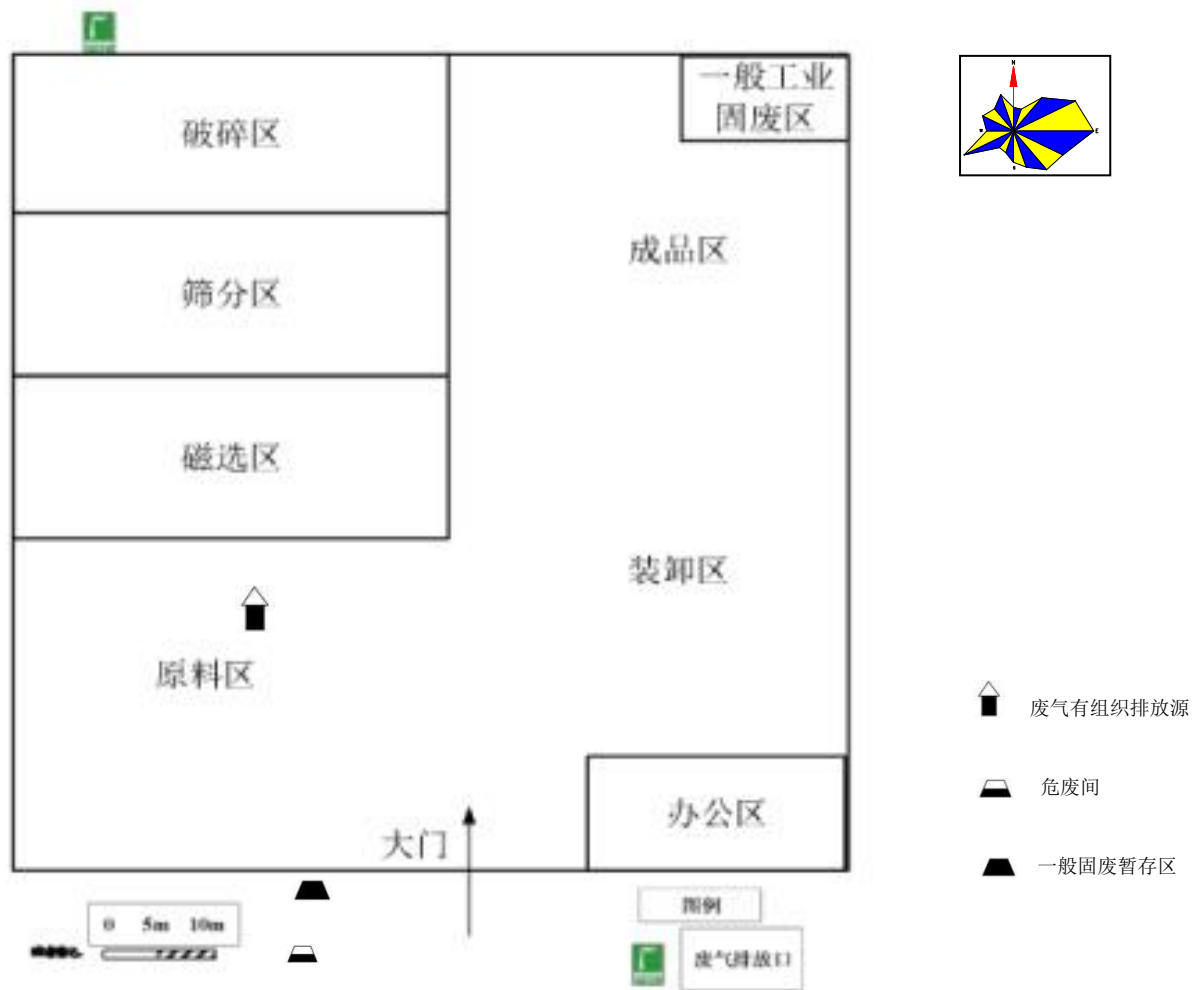 一般工业
固废区
破碎区
N
W
E
S
成品区
筛分区
磁选区
装卸区
原料区
废气有组织排放源
危废间
办公区
大门
一般固废暂存区
图例
0 5m 10m
废气排放口